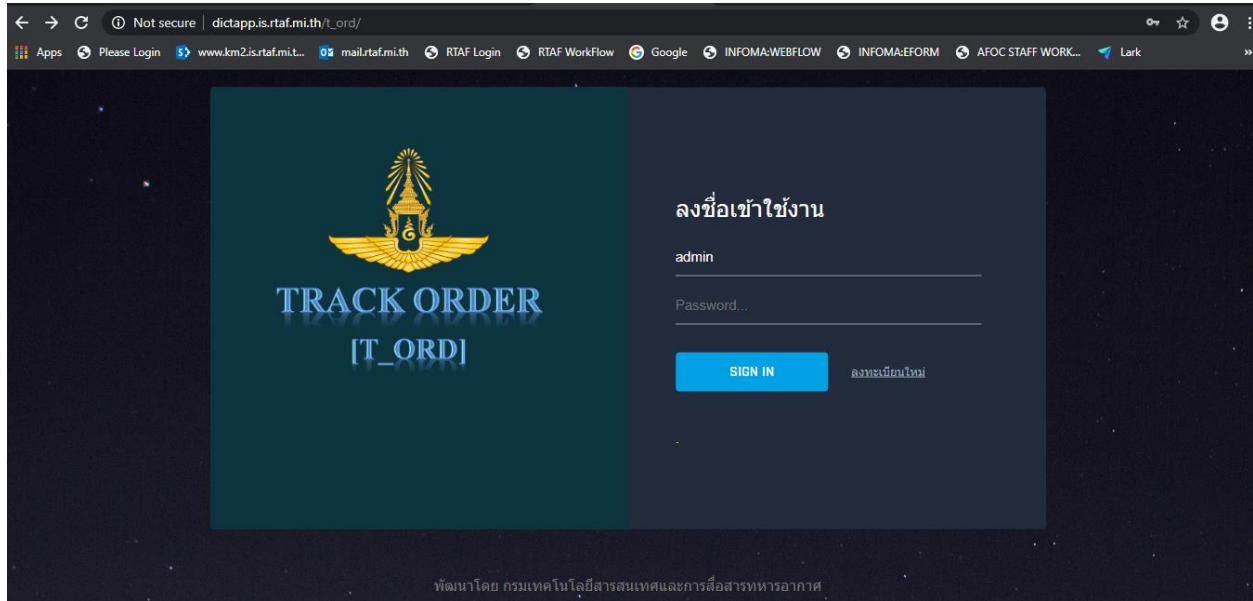 Not secure dictapp.is.rtaf.mi.th/t_ord/
Apps Please Login www.km2.is.rtaf.mi.t... mail.rtaf.mi.th RTAF Login RTAF WorkFlow Google INFOMA:WEBFLOW INFOMA:EFORM AFOC STAFF WORK... Lark »
TRACK ORDER
[T_ORD]
ลงชื่อเข้าใช้งาน
admin
Password...
SIGN IN ลงทะเบียนใหม่
-
พัฒนาโดย กรมเทคโนโลยีสารสนเทศและการสื่อสารทหารอากาศ